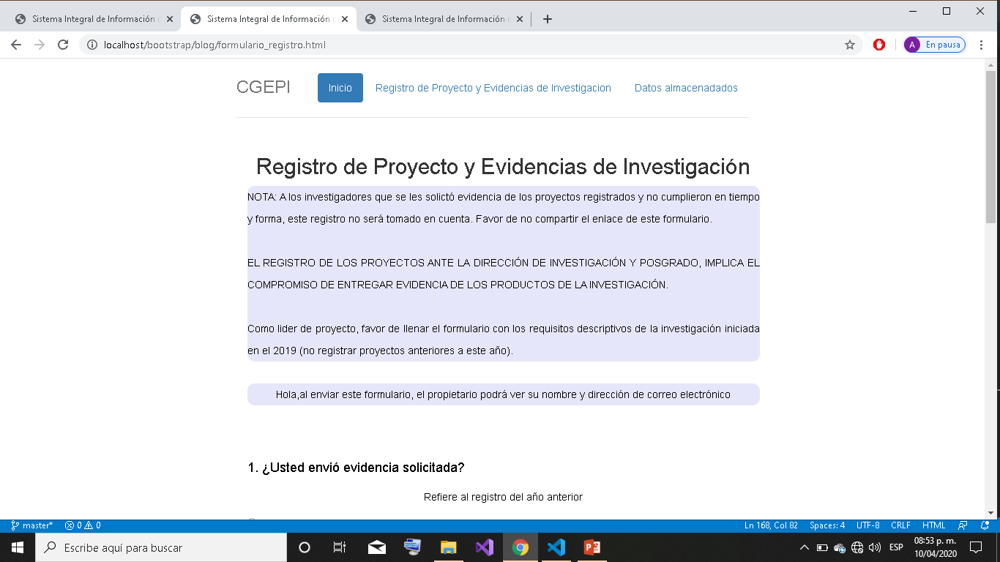 Sistema Integral de Información
Sistema Integral de Información
Sistema Integral de Información
localhost/bootstrap/blog/formulario_registro.html
A En pausa
CGEPI Inicio Registro de Proyecto y Evidencias de Investigacion Datos almacenadados
Registro de Proyecto y Evidencias de Investigación
NOTA: A los investigadores que se les solictó evidencia de los proyectos registrados y no cumplieron en tiempo
y forma, este registro no será tomado en cuenta. Favor de no compartir el enlace de este formulario.
EL REGISTRO DE LOS PROYECTOS ANTE LA DIRECCIÓN DE INVESTIGACIÓN Y POSGRADO, IMPLICA EL
COMPROMISO DE ENTREGAR EVIDENCIA DE LOS PRODUCTOS DE LA INVESTIGACIÓN.
Como lider de proyecto, favor de llenar el formulario con los requisitos descriptivos de la investigación iniciada
en el 2019 (no registrar proyectos anteriores a este año).
Hola,al enviar este formulario, el propietario podrá ver su nombre y dirección de correo electrónico
1. ¿Usted envió evidencia solicitada?
Refiere al registro del año anterior
master* 0 0 Ln 168, Col 82 Spaces: 4 UTF-8 CRLF HTML
Escribe aquí para buscar
ESP
08:53 p. m.
10/04/2020